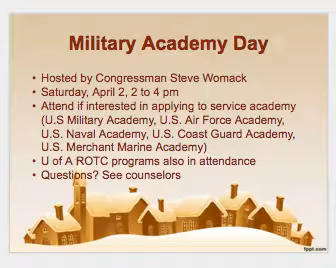 Military Academy Day
• Hosted by Congressman Steve Womack
• Saturday, April 2, 2 to 4 pm
• Attend if interested in applying to service academy
(U.S Military Academy, U.S. Air Force Academy,
U.S. Naval Academy, U.S. Coast Guard Academy,
U.S. Merchant Marine Academy)
• U of A ROTC programs also in attendance
• Questions? See counselors
fppt.com